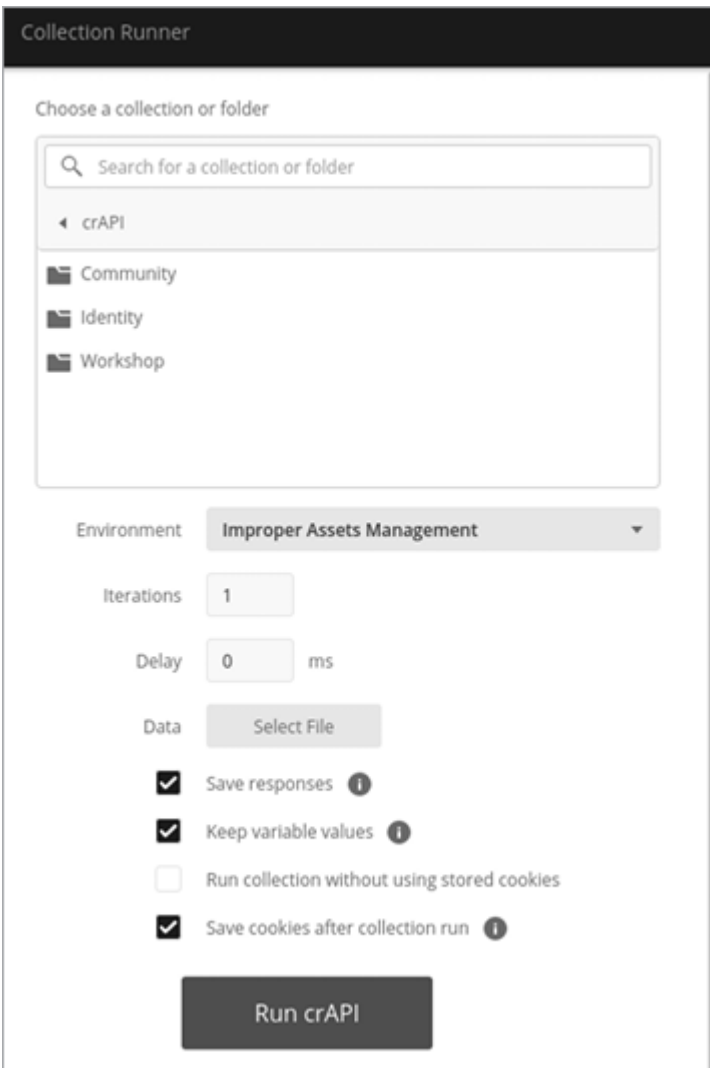 Collection Runner
Choose a collection or folder
Search for a collection or folder
crAPI
Community
Identity
Workshop
Environment Improper Assets Management
Iterations 1
Delay 0 ms
Data Select File
Save responses
Keep variable values
Run collection without using stored cookies
Save cookies after collection run
Run crAPI